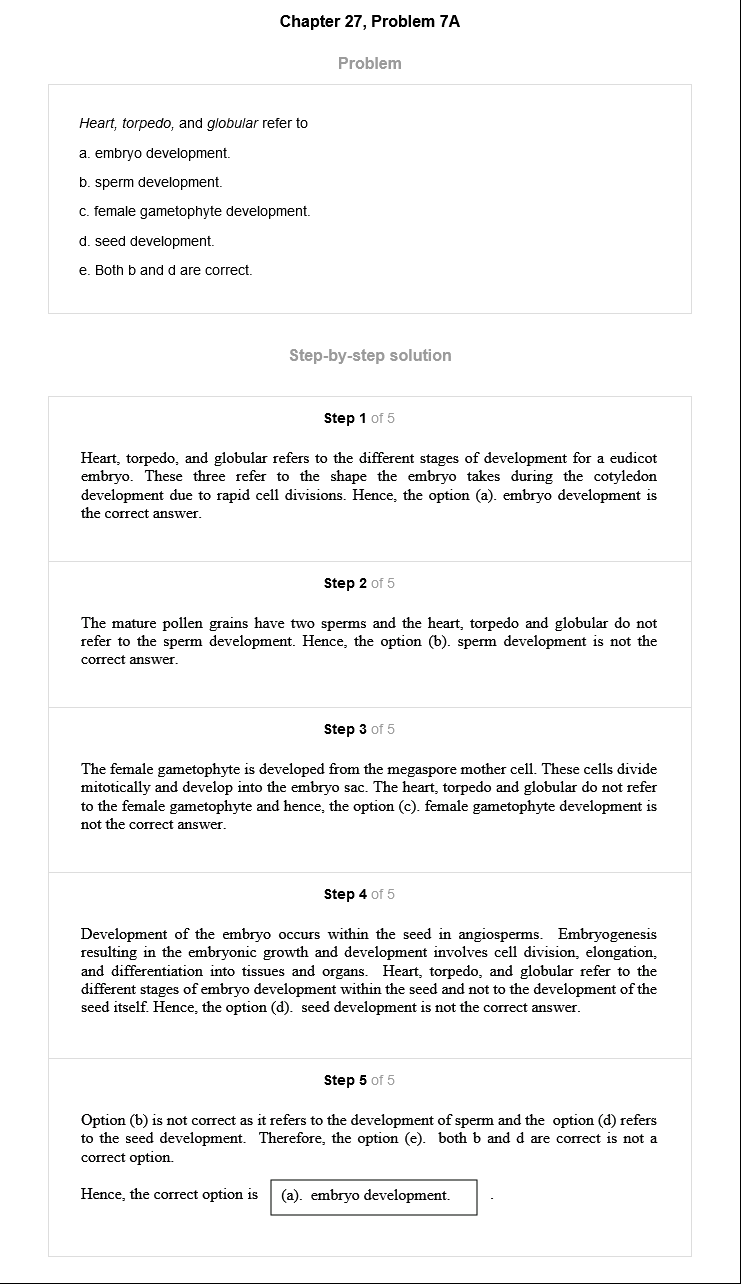 Chapter 27, Problem 7A
Problem
Heart, torpedo, and globular refer to
a. embryo development.
b. sperm development.
c. female gametophyte development.
d. seed development.
e. Both b and d are correct.
Step-by-step solution
Step 1 of 5
Heart, torpedo, and globular refers to the different stages of development for a eudicot
embryo. These three refer to the shape the embryo takes during the cotyledon
development due to rapid cell divisions. Hence, the option (a). embryo development is
the correct answer.
Step 2 of 5
The mature pollen grains have two sperms and the heart, torpedo and globular do not
refer to the sperm development. Hence, the option (b). sperm development is not the
correct answer.
Step 3 of 5
The female gametophyte is developed from the megaspore mother cell. These cells divide
mitotically and develop into the embryo sac. The heart, torpedo and globular do not refer
to the female gametophyte and hence, the option (c). female gametophyte development is
not the correct answer.
Step 4 of 5
Development of the embryo occurs within the seed in angiosperms. Embryogenesis
resulting in the embryonic growth and development involves cell division, elongation,
and differentiation into tissues and organs. Heart, torpedo, and globular refer to the
different stages of embryo development within the seed and not to the development of the
seed itself. Hence, the option (d). seed development is not the correct answer.
Step 5 of 5
Option (b) is not correct as it refers to the development of sperm and the option (d) refers
to the seed development. Therefore, the option (e). both b and d are correct is not a
correct option.
Hence, the correct option is (a). embryo development. .